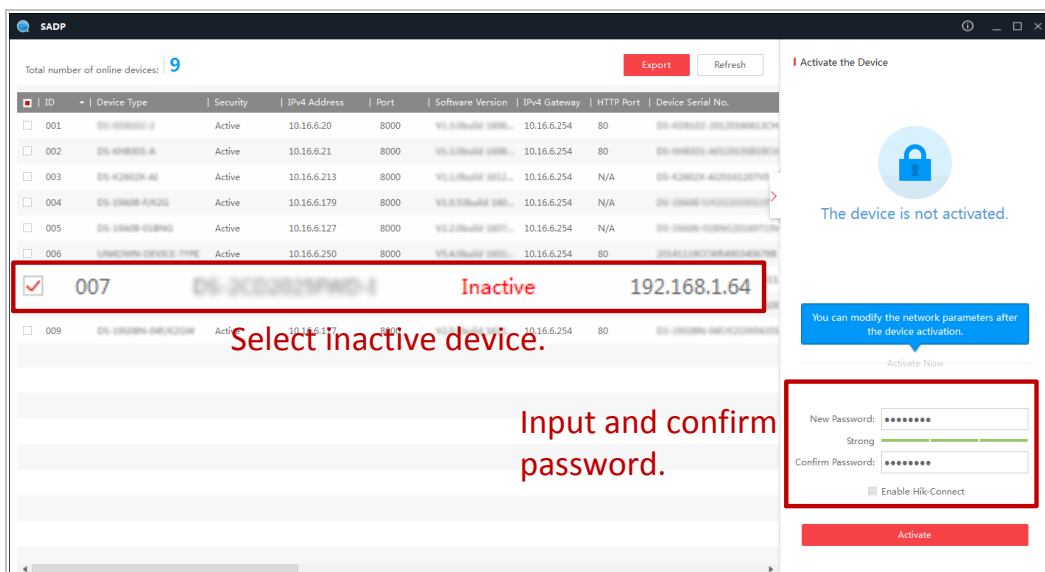 SADP
Total number of online devices: 9
Export
Refresh
ID Device Type Security IPv4 Address Port Software Version IPv4 Gateway HTTP Port Device Serial No.
001 Active 10.16.6.20 8000 10.16.6.254 80
002 Active 10.16.6.21 8000 10.16.6.254 80
003 Active 10.16.6.213 8000 10.16.6.254 N/A
004 Active 10.16.6.179 8000 10.16.6.254 N/A
005 Active 10.16.6.127 8000 10.16.6.254 N/A
006 Active 10.16.6.250 8000 10.16.6.254 80
007 Inactive 192.168.1.64
009 10.16.6.254 80
Select inactive device.
Input and confirm
password.
Activate the Device
The device is not activated.
You can modify the network parameters after
the device activation.
Activate Now
New Password: ●●●●●●●●
Strong
Confirm Password: ●●●●●●●●
Enable Hik-Connect
Activate